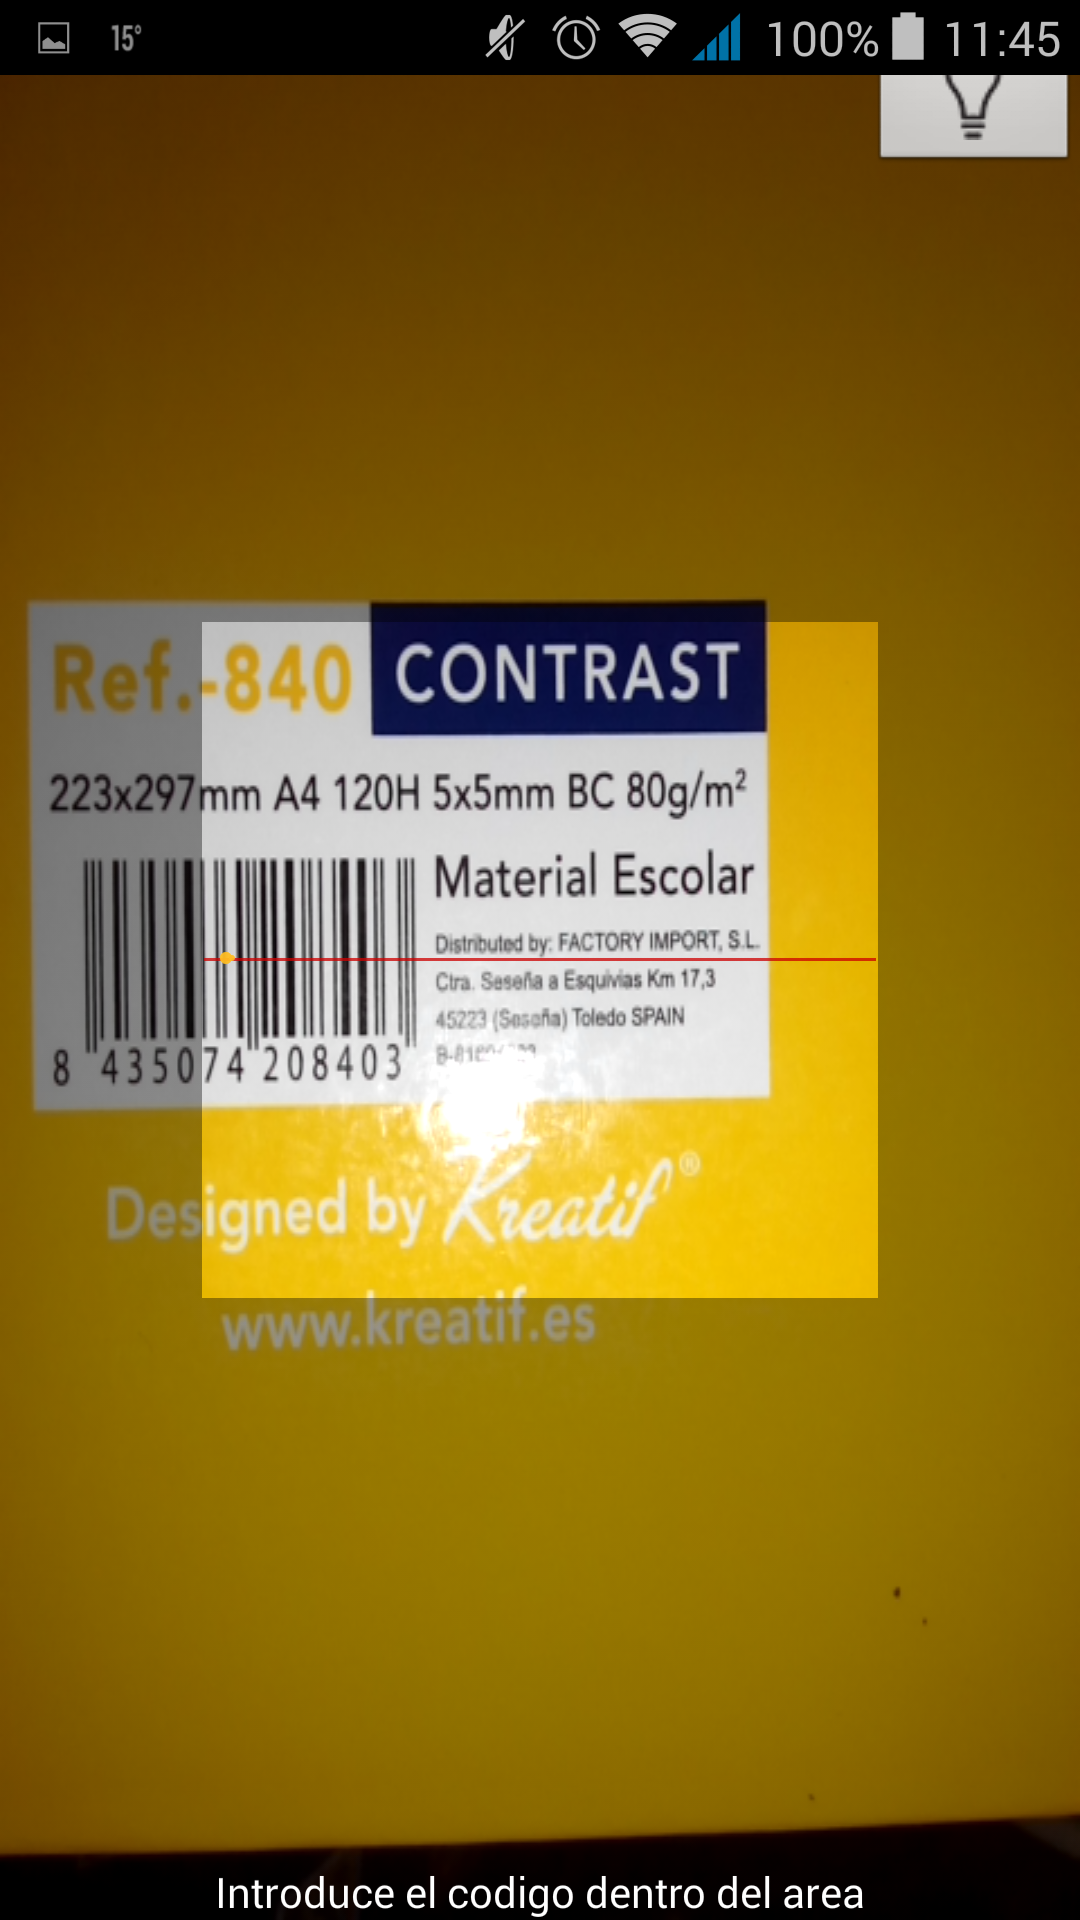 15°
100% 11:45
Ref.-840 CONTRAST
223x297mm A4 120H 5x5mm BC 80g/m²
Material Escolar
Distributed by: FACTORY IMPORT, S.L.
Ctra. Seseña a Esquivias Km 17,3
45223 (Seseña) Toledo SPAIN
8 435074 208403
Designed by Kreatif®
www.kreatif.es
Introduce el codigo dentro del area